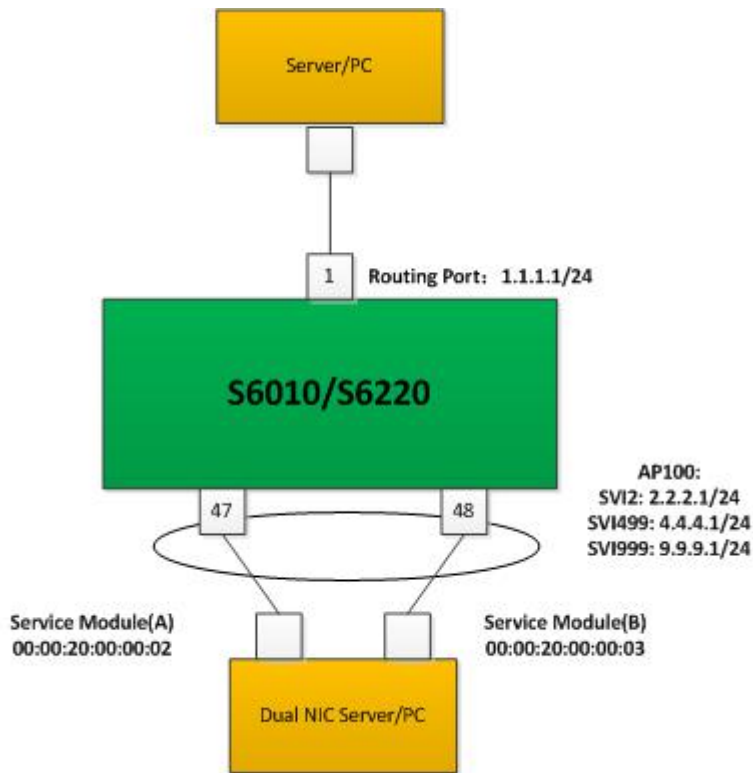 Server/PC
1
Routing Port： 1.1.1.1/24
S6010/S6220
47
48
AP100:
SVI2: 2.2.2.1/24
SVI499: 4.4.4.1/24
SVI999: 9.9.9.1/24
Service Module(A)
00:00:20:00:00:02
Service Module(B)
00:00:20:00:00:03
Dual NIC Server/PC